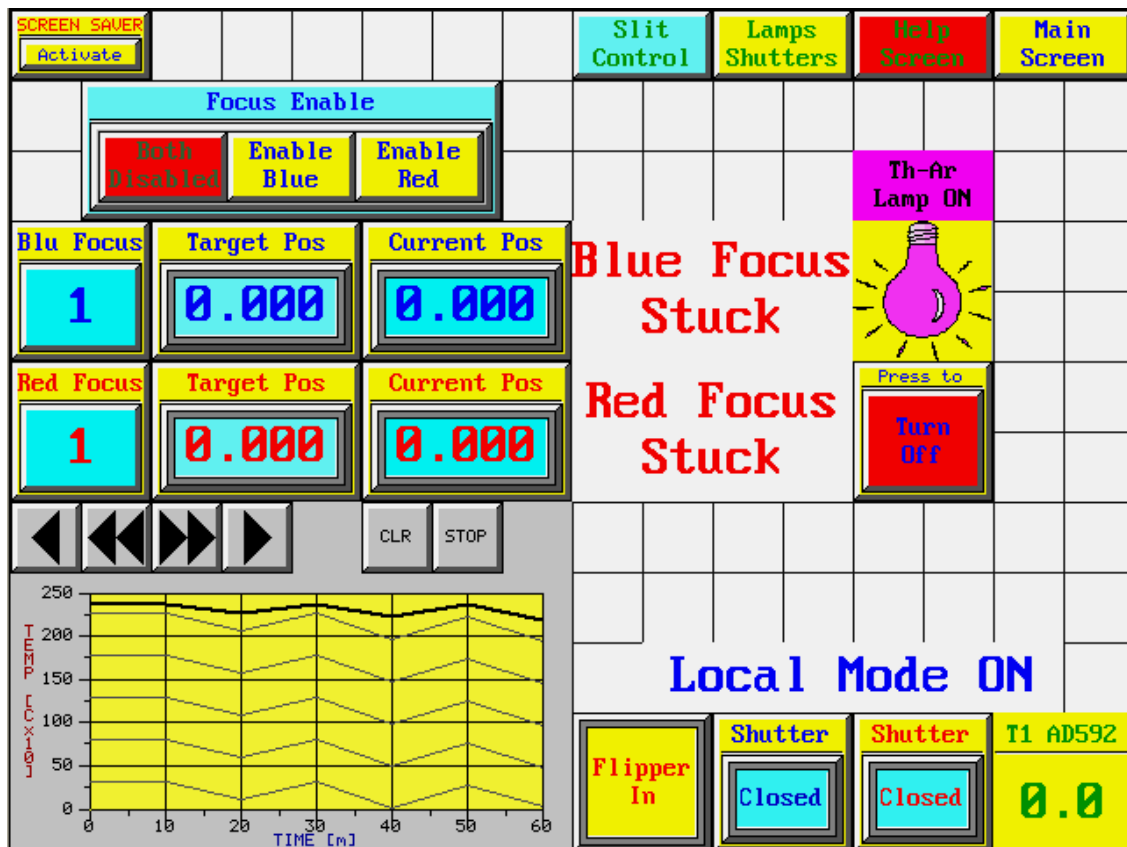 SCREEN SAVER
Activate
Slit
Control
Lamps
Shutters
Help
Screen
Main
Screen
Focus Enable
Both
Disabled
Enable
Blue
Enable
Red
Th-Ar
Lamp ON
Blu Focus
1
Target Pos
0.000
Current Pos
0.000
Blue Focus
Stuck
Red Focus
1
Target Pos
0.000
Current Pos
0.000
Red Focus
Stuck
Press to
Turn
Off
CLR
STOP
250
200
150
100
50
0
TEMP [Cx10]
0
10
20
30
40
50
60
TIME [m]
Local Mode ON
Flipper
In
Shutter
Closed
Shutter
Closed
T1 AD592
0.0